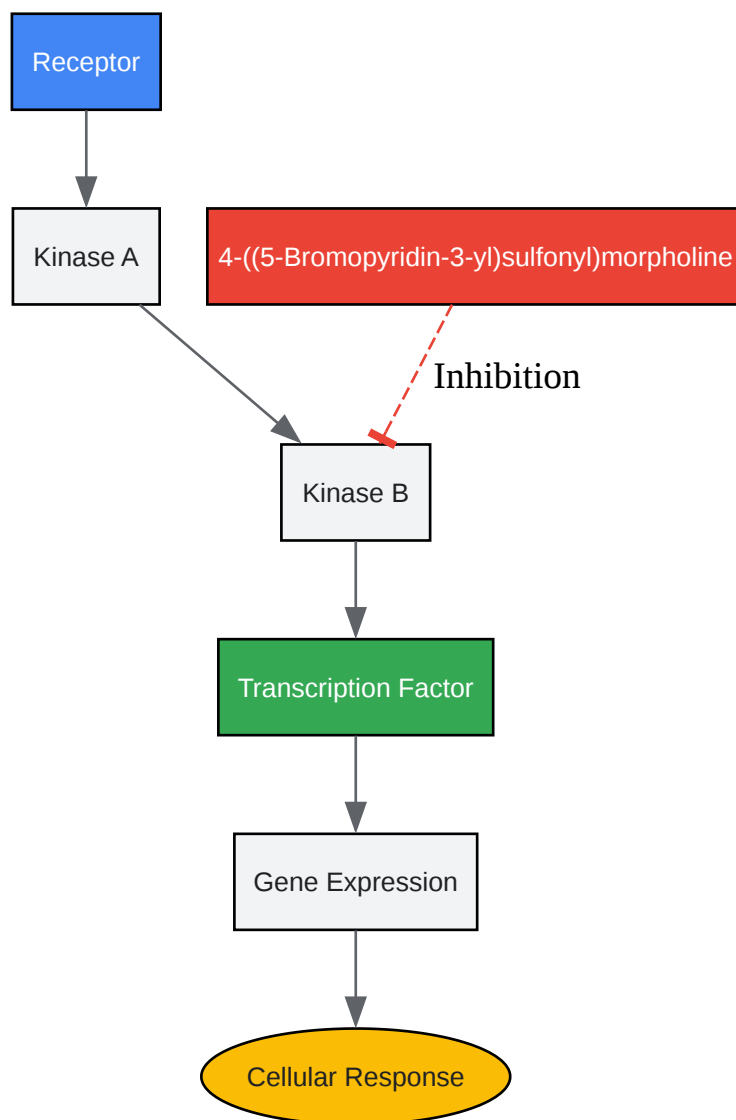 Receptor
Kinase A
4-((5-Bromopyridin-3-yl)sulfonyl)morpholine
Inhibition
Kinase B
Transcription Factor
Gene Expression
Cellular Response